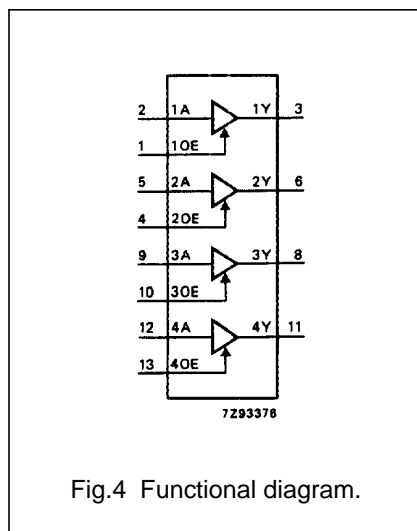 2 1A 1Y 3
1 1OE
5 2A 2Y 6
4 2OE
9 3A 3Y 8
10 3OE
12 4A 4Y 11
13 4OE
7Z93376
Fig.4 Functional diagram.